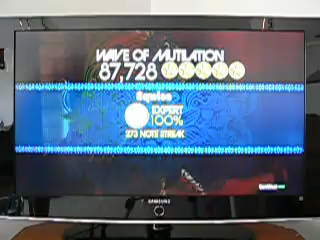 WAVE OF MUTILATION
87,728
EXPERT
100%
273 NOTE STREAK
SAMSUNG